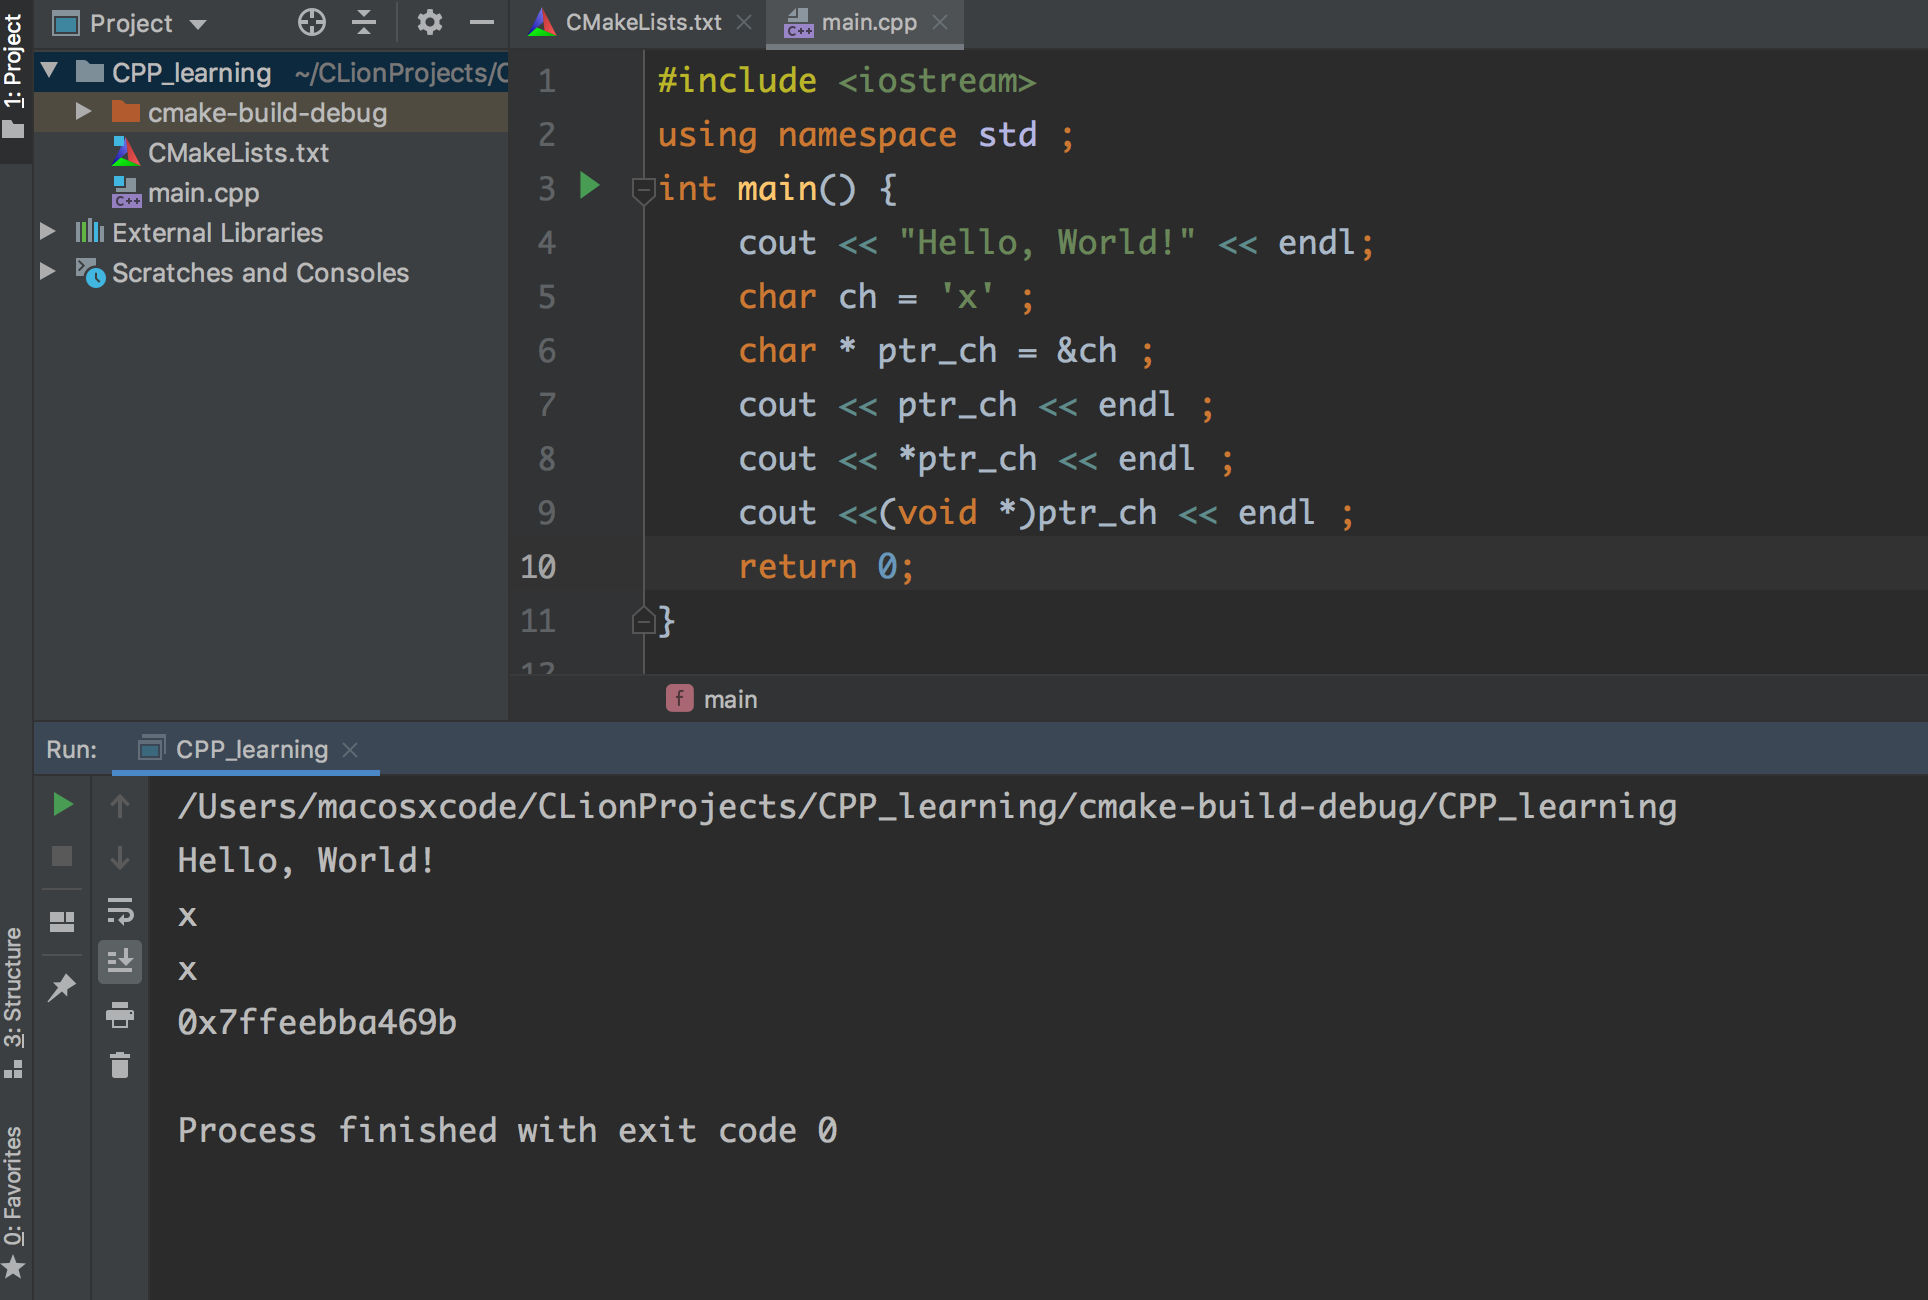 Project
CMakeLists.txt
main.cpp
1: Project
CPP_learning ~/CLionProjects/C
cmake-build-debug
CMakeLists.txt
main.cpp
External Libraries
Scratches and Consoles
1 #include <iostream>
2 using namespace std ;
3 int main() {
4 cout << "Hello, World!" << endl;
5 char ch = 'x' ;
6 char * ptr_ch = &ch ;
7 cout << ptr_ch << endl ;
8 cout << *ptr_ch << endl ;
9 cout <<(void *)ptr_ch << endl ;
10 return 0;
11 }
12
f main
Run: CPP_learning
/Users/macosxcode/CLionProjects/CPP_learning/cmake-build-debug/CPP_learning
Hello, World!
x
x
0x7ffeebba469b
Process finished with exit code 0
3: Structure
0: Favorites